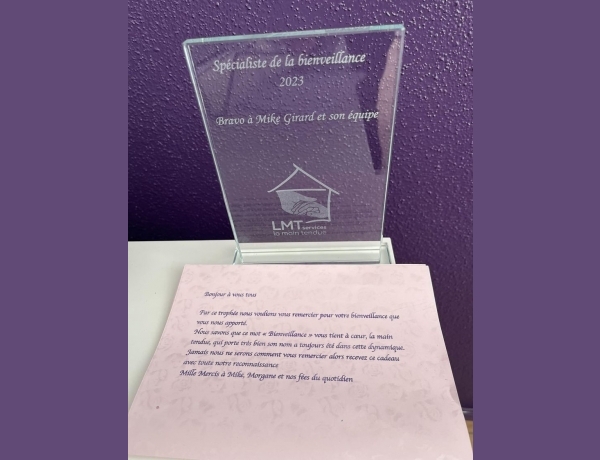 Spécialiste de la bienveillance
2023
Bravo à Mike Girard et son équipe
LMT services
la main tendue
Bonjour à vous tous
Par ce trophée nous voulions vous remercier pour votre bienveillance que
vous nous apporté.
Nous savons que ce mot « Bienveillance » vous tient à cœur, la main
tendue, qui porte très bien son nom a toujours été dans cette dynamique.
Jamais nous ne serons comment vous remercier alors recevez ce cadeau
avec toute notre reconnaissance
Mille Mercis à Mike, Morgane et nos fées du quotidien